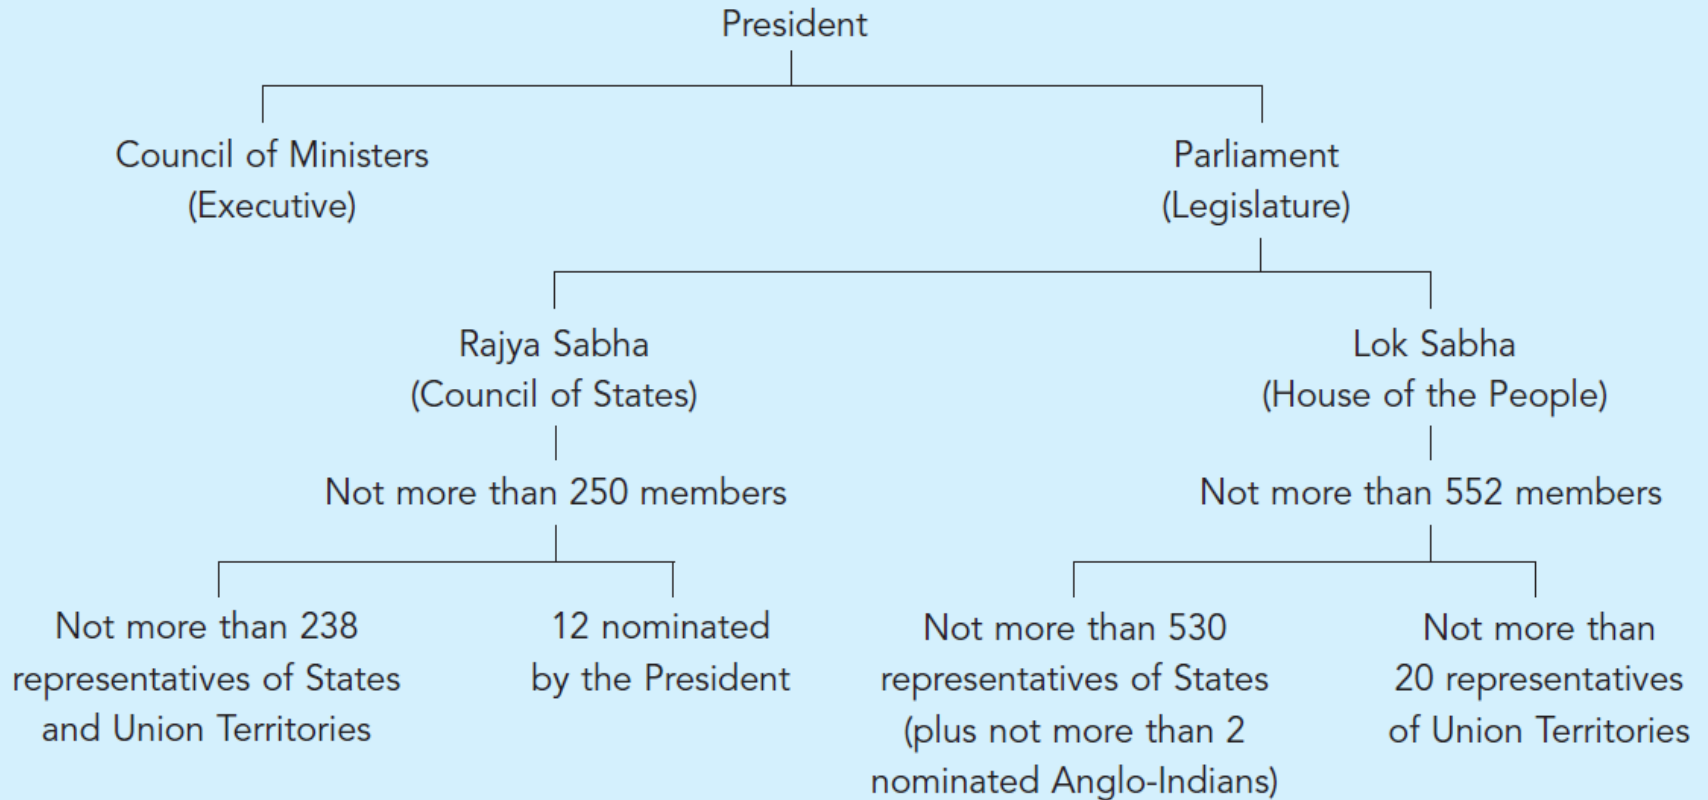 President
Council of Ministers
(Executive)
Parliament
(Legislature)
Rajya Sabha
(Council of States)
Lok Sabha
(House of the People)
Not more than 250 members
Not more than 552 members
Not more than 238
representatives of States
and Union Territories
12 nominated
by the President
Not more than 530
representatives of States
(plus not more than 2
nominated Anglo-Indians)
Not more than
20 representatives
of Union Territories